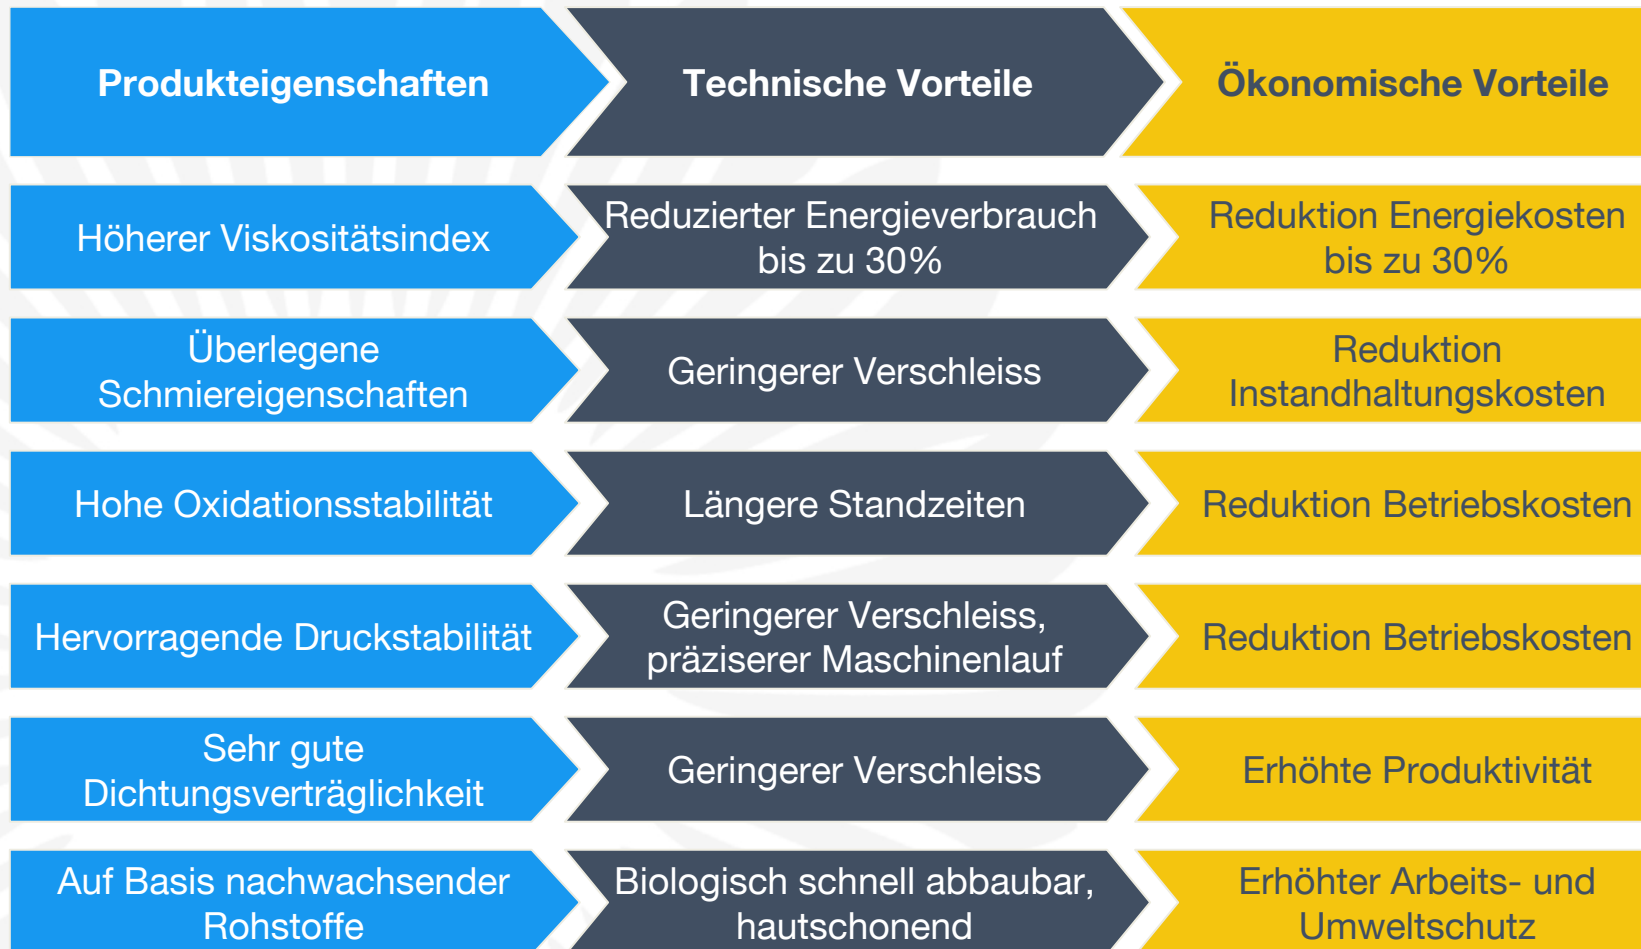 Produkteigenschaften
Technische Vorteile
Ökonomische Vorteile
Höherer Viskositätsindex
Reduzierter Energieverbrauch
bis zu 30%
Reduktion Energiekosten
bis zu 30%
Überlegene
Schmiereigenschaften
Geringerer Verschleiss
Reduktion
Instandhaltungskosten
Hohe Oxidationsstabilität
Längere Standzeiten
Reduktion Betriebskosten
Hervorragende Druckstabilität
Geringerer Verschleiss,
präziserer Maschinenlauf
Reduktion Betriebskosten
Sehr gute
Dichtungsverträglichkeit
Geringerer Verschleiss
Erhöhte Produktivität
Auf Basis nachwachsender
Rohstoffe
Biologisch schnell abbaubar,
hautschonend
Erhöhter Arbeits- und
Umweltschutz